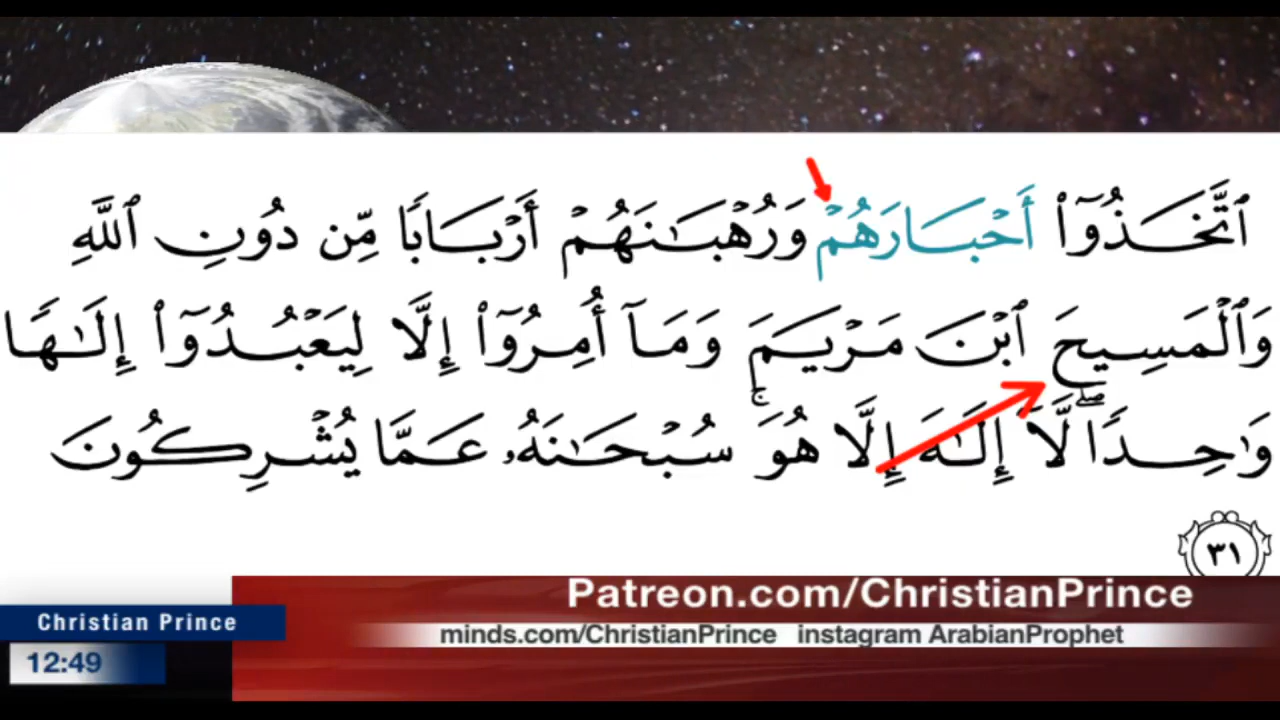 ٱتَّخَذُوٓا۟ أَحْبَارَهُمْ وَرُهْبَـٰنَهُمْ أَرْبَابًا مِّن دُونِ ٱللَّهِ
وَٱلْمَسِيحَ ٱبْنَ مَرْيَمَ وَمَآ أُمِرُوٓا۟ إِلَّا لِيَعْبُدُوٓا۟ إِلَـٰهًا
وَٰحِدًا ۖ لَّآ إِلَـٰهَ إِلَّا هُوَ ۚ سُبْحَـٰنَهُۥ عَمَّا يُشْرِكُونَ
٣١
Patreon.com/ChristianPrince
Christian Prince
minds.com/ChristianPrince instagram ArabianProphet
12:49